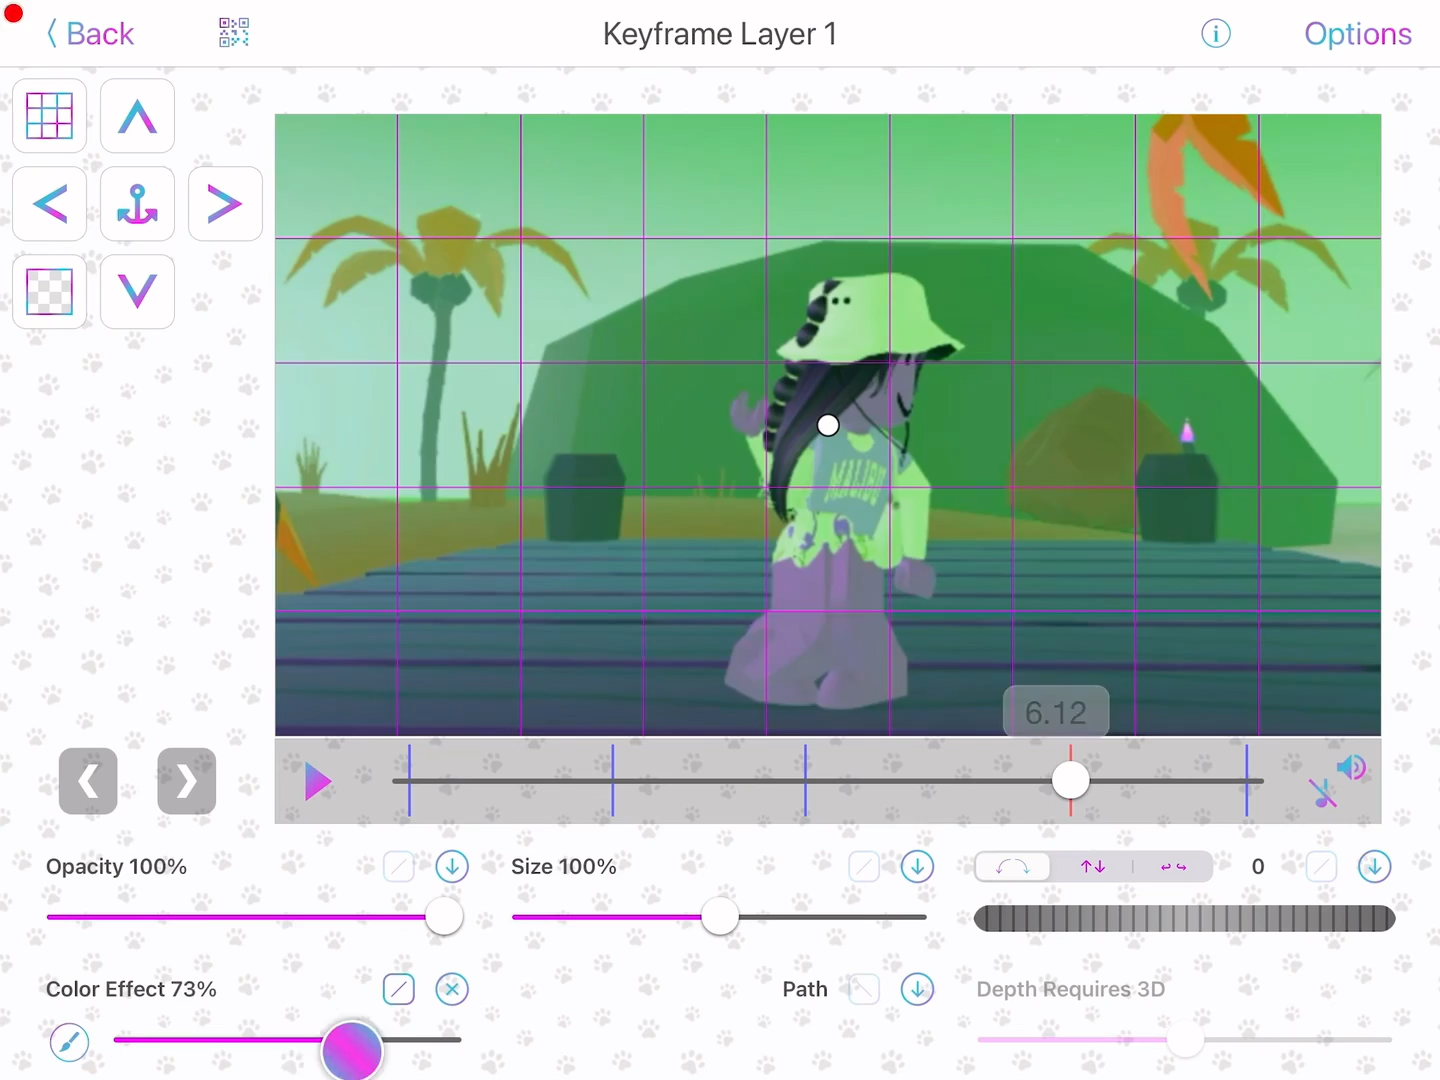 Back
Keyframe Layer 1
Options
MALIBU
6.12
Opacity 100%
Size 100%
0
Color Effect 73%
Path
Depth Requires 3D